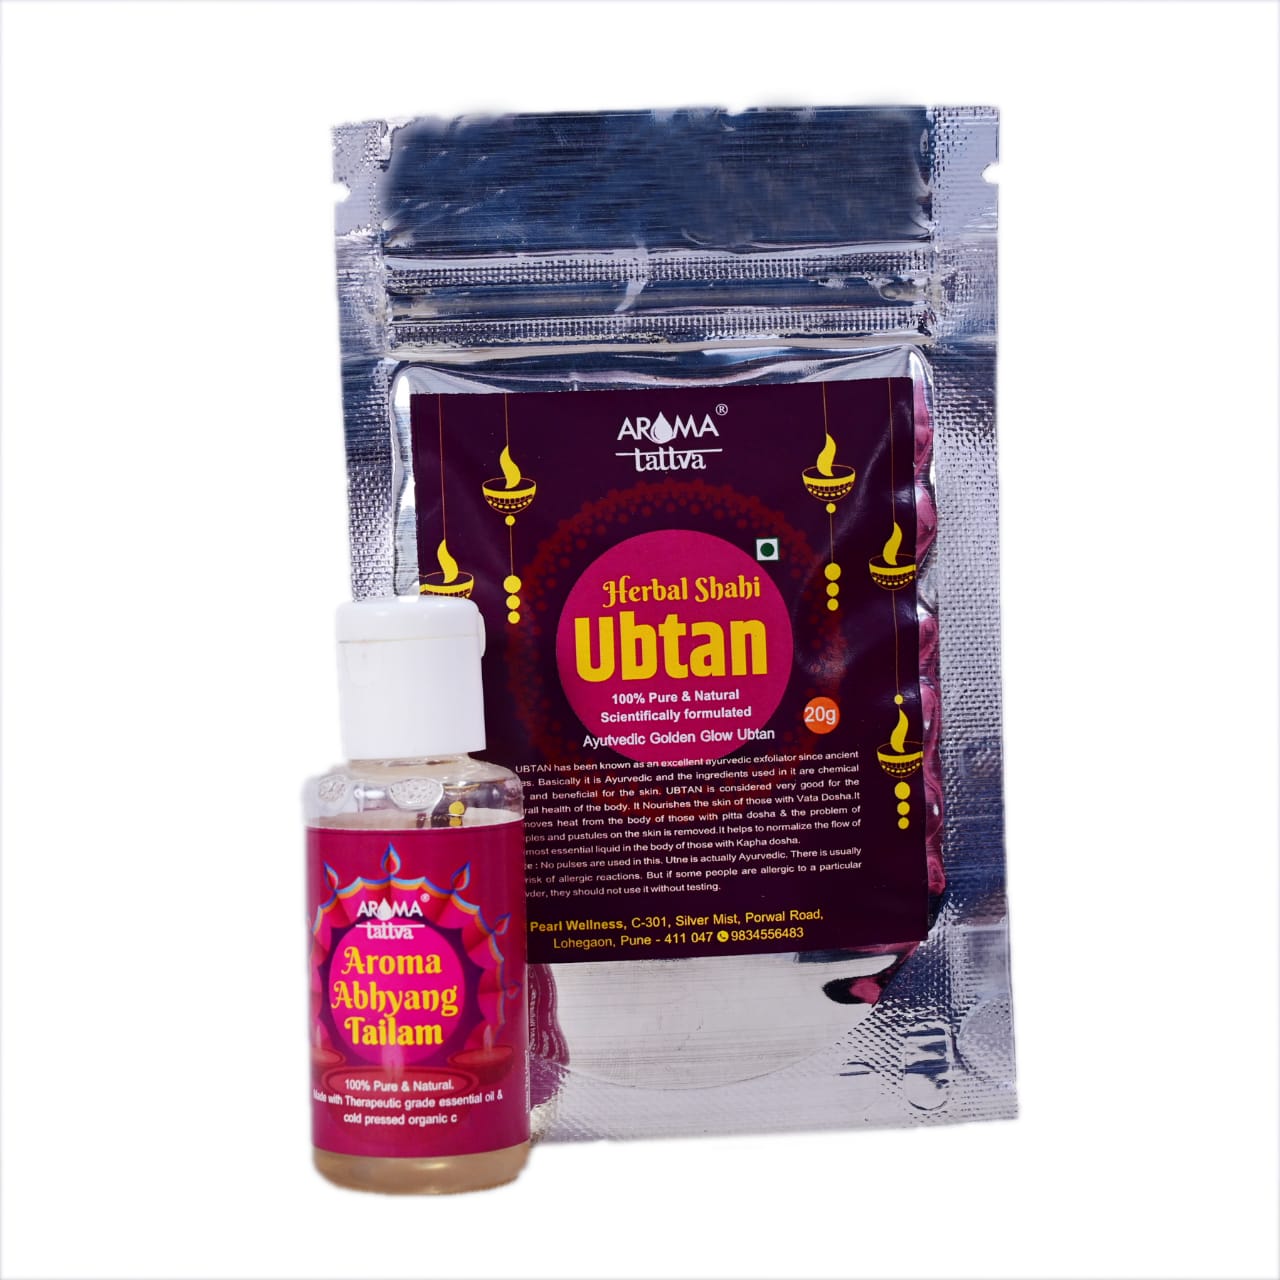 AROMA®
tattva
Herbal Shahi
Ubtan
100% Pure & Natural
Scientifically formulated
Ayutvedic Golden Glow Ubtan
20g
UBTAN has been known as an excellent ayurvedic exfoliator since ancient
as. Basically it is Ayurvedic and the ingredients used in it are chemical
and beneficial for the skin. UBTAN is considered very good for the
rall health of the body. It Nourishes the skin of those with Vata Dosha.It
moves heat from the body of those with pitta dosha & the problem of
ples and pustules on the skin is removed.It helps to normalize the flow of
most essential liquid in the body of those with Kapha dosha.
te : No pulses are used in this. Utne is actually Ayurvedic. There is usually
risk of allergic reactions. But if some people are allergic to a particular
wder, they should not use it without testing.
Pearl Wellness, C-301, Silver Mist, Porwal Road,
Lohegaon, Pune - 411 047 9834556483
AROMA®
tattva
Aroma
Abhyang
Tailam
100% Pure & Natural.
Made with Therapeutic grade essential oil &
cold pressed organic c